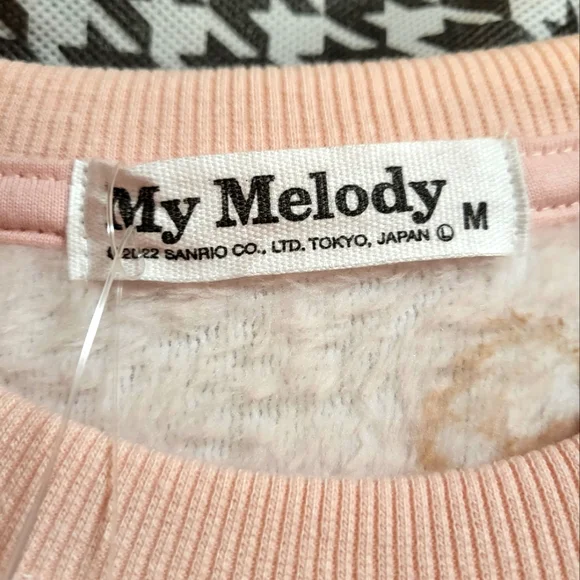 My Melody M
© 2022 SANRIO CO., LTD. TOKYO, JAPAN Ⓛ